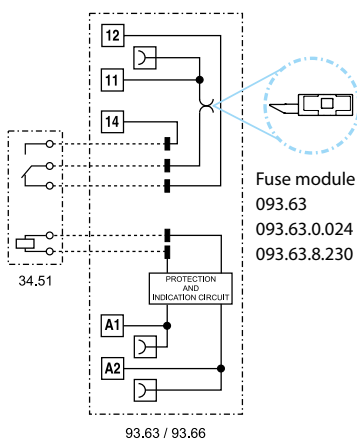 12
11
14
Fuse module
093.63
093.63.0.024
093.63.8.230
34.51
PROTECTION
AND
INDICATION CIRCUIT
A1
A2
93.63 / 93.66